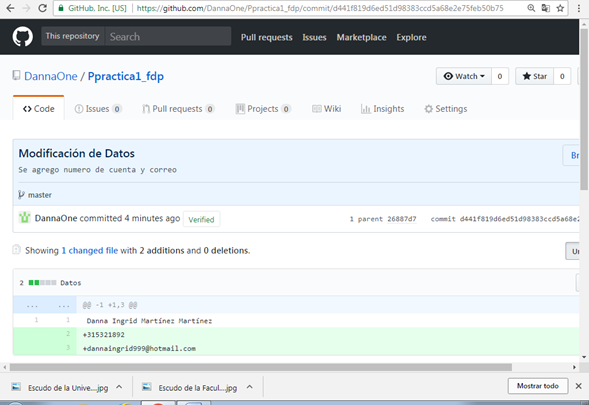 GitHub, Inc. [US] https://github.com/DannaOne/Ppractica1_fdp/commit/d441f819d6ed51d98383ccd5a68e2e75feb50b75
This repository Search Pull requests Issues Marketplace Explore
DannaOne / Ppractica1_fdp Watch 0 Star 0
Code Issues 0 Pull requests 0 Projects 0 Wiki Insights Settings
Modificación de Datos Br
Se agrego numero de cuenta y correo
master
DannaOne committed 4 minutes ago Verified 1 parent 26887d7 commit d441f819d6ed51d98383ccd5a68e2
Showing 1 changed file with 2 additions and 0 deletions. Un
2 Datos
... ... @@ -1 +1,3 @@
1 1 Danna Ingrid Martínez Martínez
2 +315321892
3 +dannaingrid999@hotmail.com
Escudo de la Unive....jpg Escudo de la Facul....jpg Mostrar todo